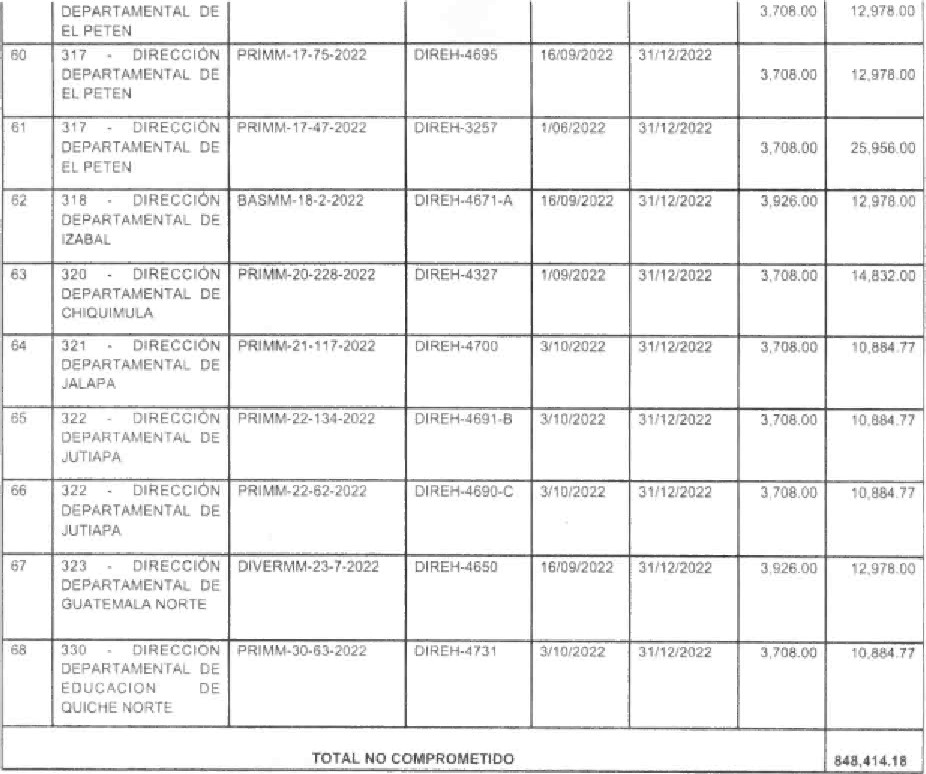 DEPARTAMENTAL DE 3,708.00 12,978.00
EL PETEN
60 317 - DIRECCIÓN PRIMM-17-75-2022 DIREH-4695 16/09/2022 31/12/2022
DEPARTAMENTAL DE 3,708.00 12,978.00
EL PETEN
61 317 - DIRECCIÓN PRIMM-17-47-2022 DIREH-3257 1/06/2022 31/12/2022
DEPARTAMENTAL DE 3,708.00 25,956.00
EL PETEN
62 318 - DIRECCIÓN BASMM-18-2-2022 DIREH-4671-A 16/09/2022 31/12/2022 3,926.00 12,978.00
DEPARTAMENTAL DE
IZABAL
63 320 - DIRECCIÓN PRIMM-20-228-2022 DIREH-4327 1/09/2022 31/12/2022 3,708.00 14,832.00
DEPARTAMENTAL DE
CHIQUIMULA
64 321 - DIRECCIÓN PRIMM-21-117-2022 DIREH-4700 3/10/2022 31/12/2022 3,708.00 10,884.77
DEPARTAMENTAL DE
JALAPA
65 322 - DIRECCIÓN PRIMM-22-134-2022 DIREH-4691-B 3/10/2022 31/12/2022 3,708.00 10,884.77
DEPARTAMENTAL DE
JUTIAPA
66 322 - DIRECCIÓN PRIMM-22-62-2022 DIREH-4690-C 3/10/2022 31/12/2022 3,708.00 10,884.77
DEPARTAMENTAL DE
JUTIAPA
67 323 - DIRECCIÓN DIVERMM-23-7-2022 DIREH-4650 16/09/2022 31/12/2022 3,926.00 12,978.00
DEPARTAMENTAL DE
GUATEMALA NORTE
68 330 - DIRECCIÓN PRIMM-30-63-2022 DIREH-4731 3/10/2022 31/12/2022 3,708.00 10,884.77
DEPARTAMENTAL DE
EDUCACION DE
QUICHE NORTE
TOTAL NO COMPROMETIDO 848,414.18